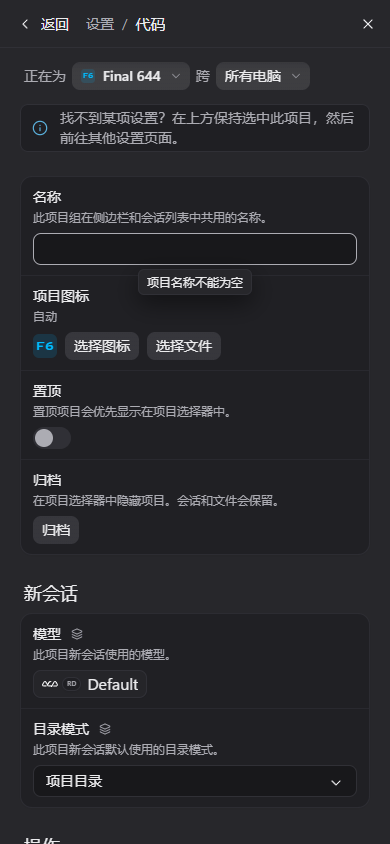 返回 设置 / 代码
正在为 F6 Final 644 跨 所有电脑
找不到某项设置？在上方保持选中此项目，然后
前往其他设置页面。
名称
此项目组在侧边栏和会话列表中共用的名称。
项目名称不能为空
项目图标
自动
F6 选择图标 选择文件
置顶
置顶项目会优先显示在项目选择器中。
归档
在项目选择器中隐藏项目。会话和文件会保留。
归档
新会话
模型
此项目新会话使用的模型。
RD Default
目录模式
此项目新会话默认使用的目录模式。
项目目录
操作